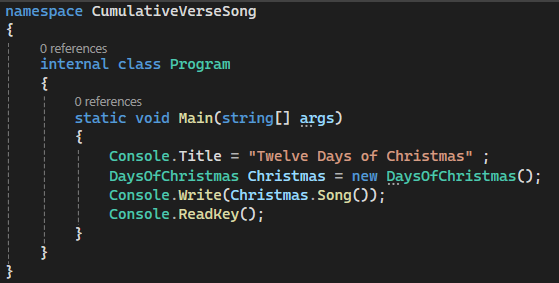 namespace CumulativeVerseSong
{
0 references
internal class Program
{
0 references
static void Main(string[] args)
{
Console.Title = "Twelve Days of Christmas" ;
DaysOfChristmas Christmas = new DaysOfChristmas();
Console.Write(Christmas.Song());
Console.ReadKey();
}
}
}